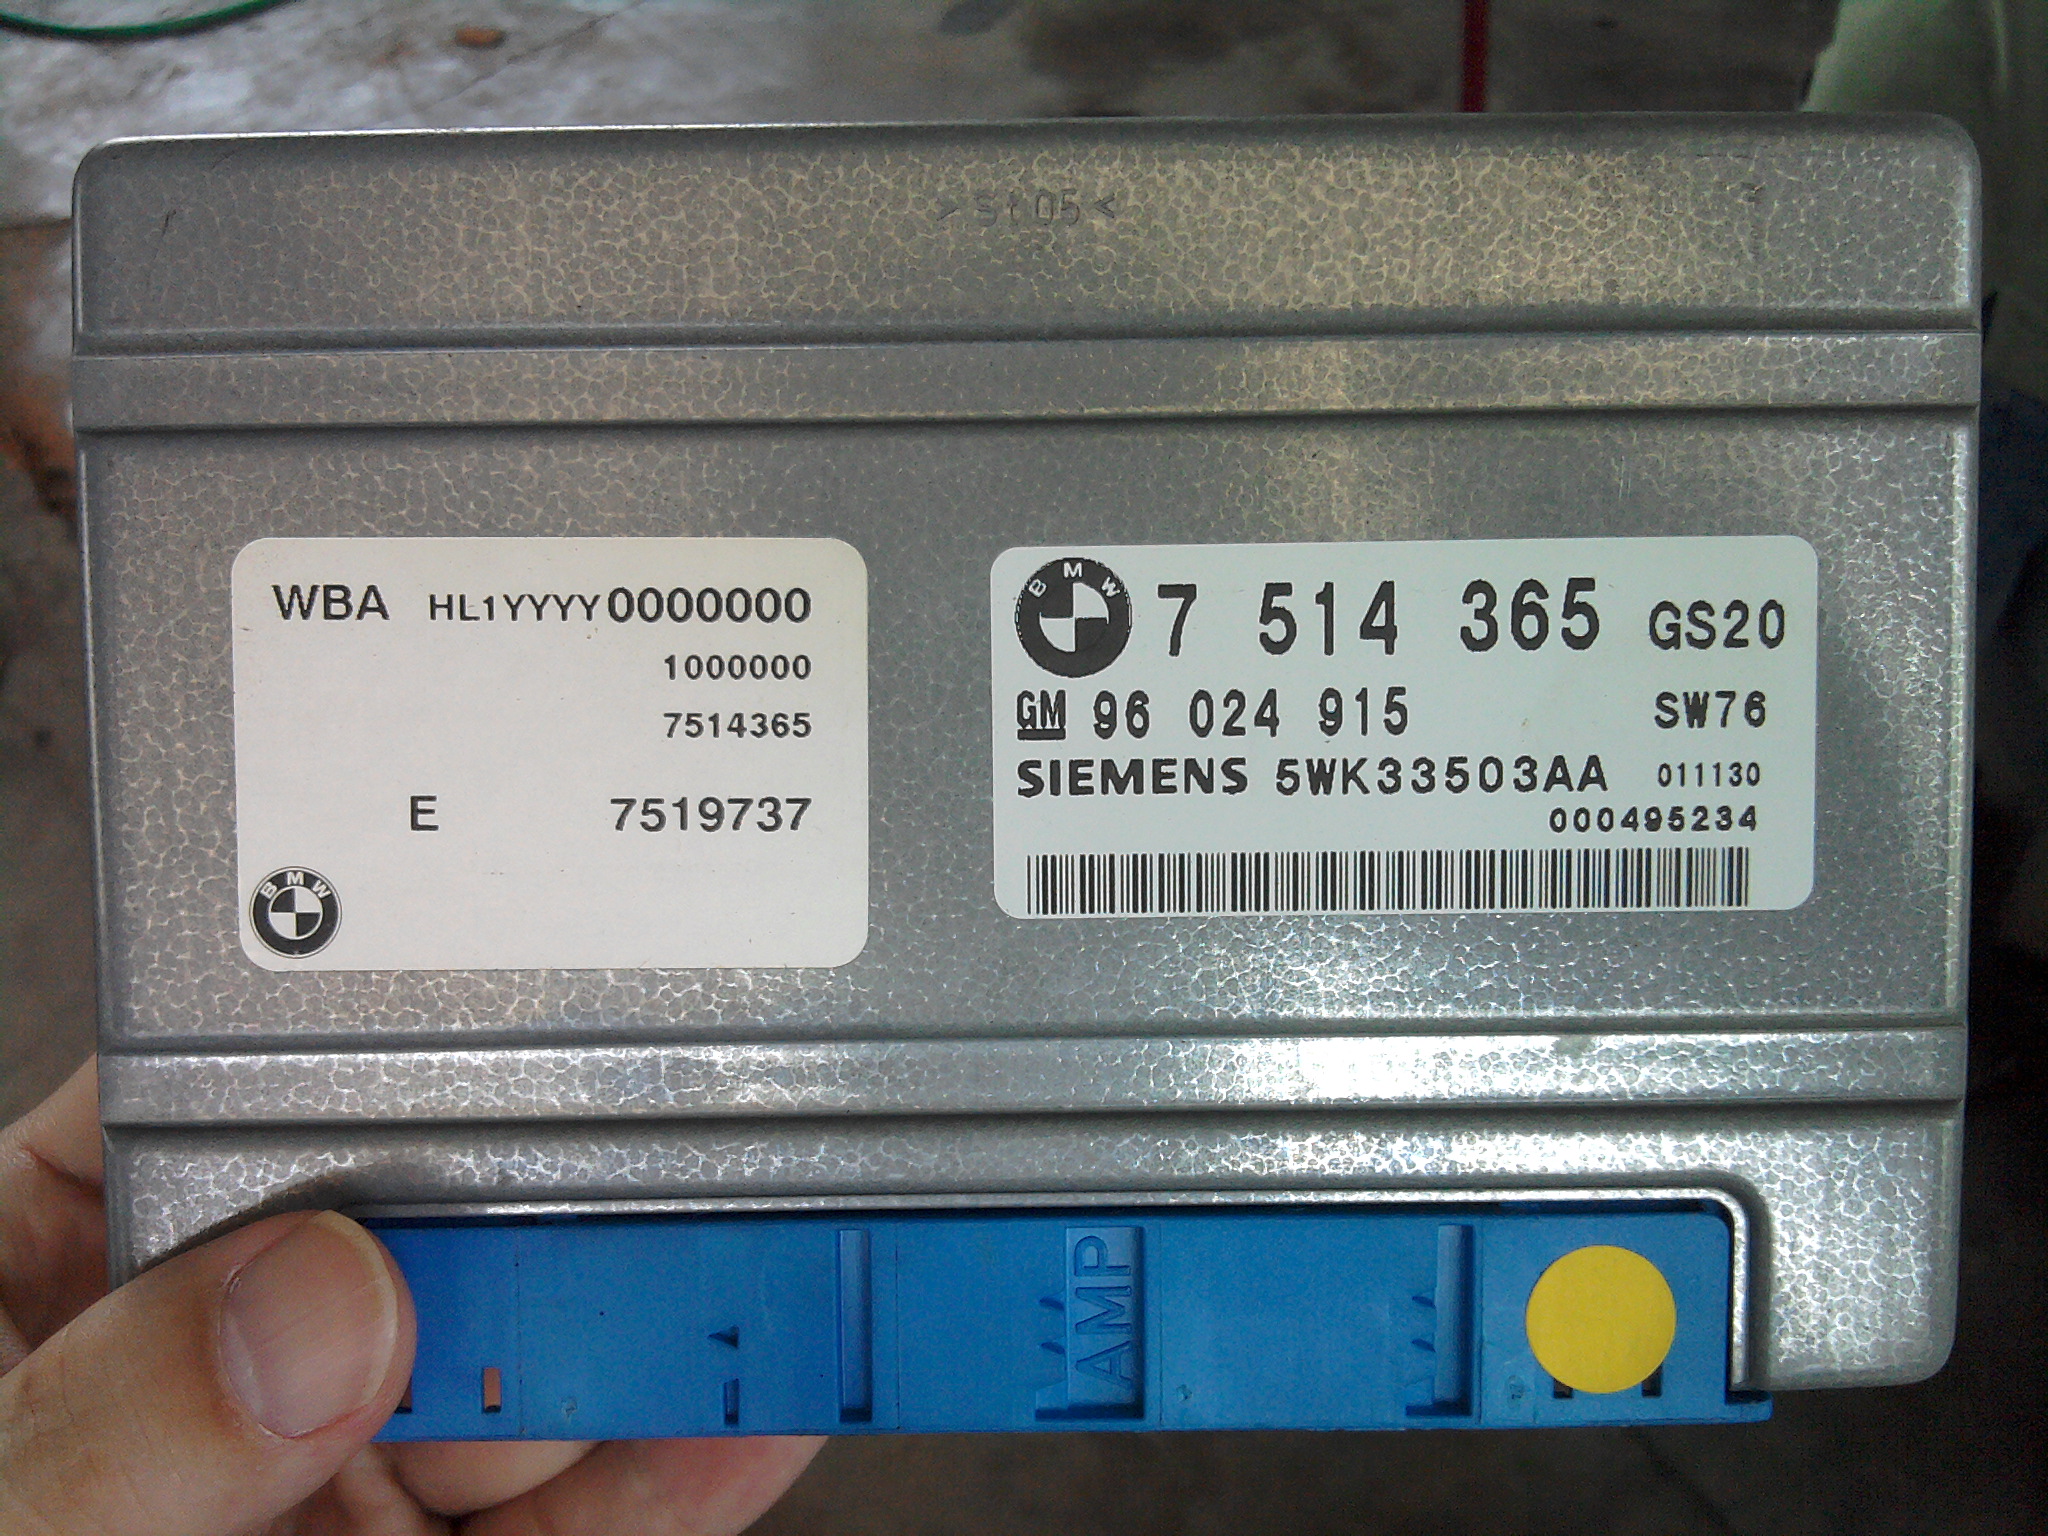 > St05 <
WBA HL1YYYY0000000
1000000
7514365
E 7519737
BMW
BMW 7 514 365 GS20
GM 96 024 915 SW76
SIEMENS 5WK33503AA 011130
000495234
AMP